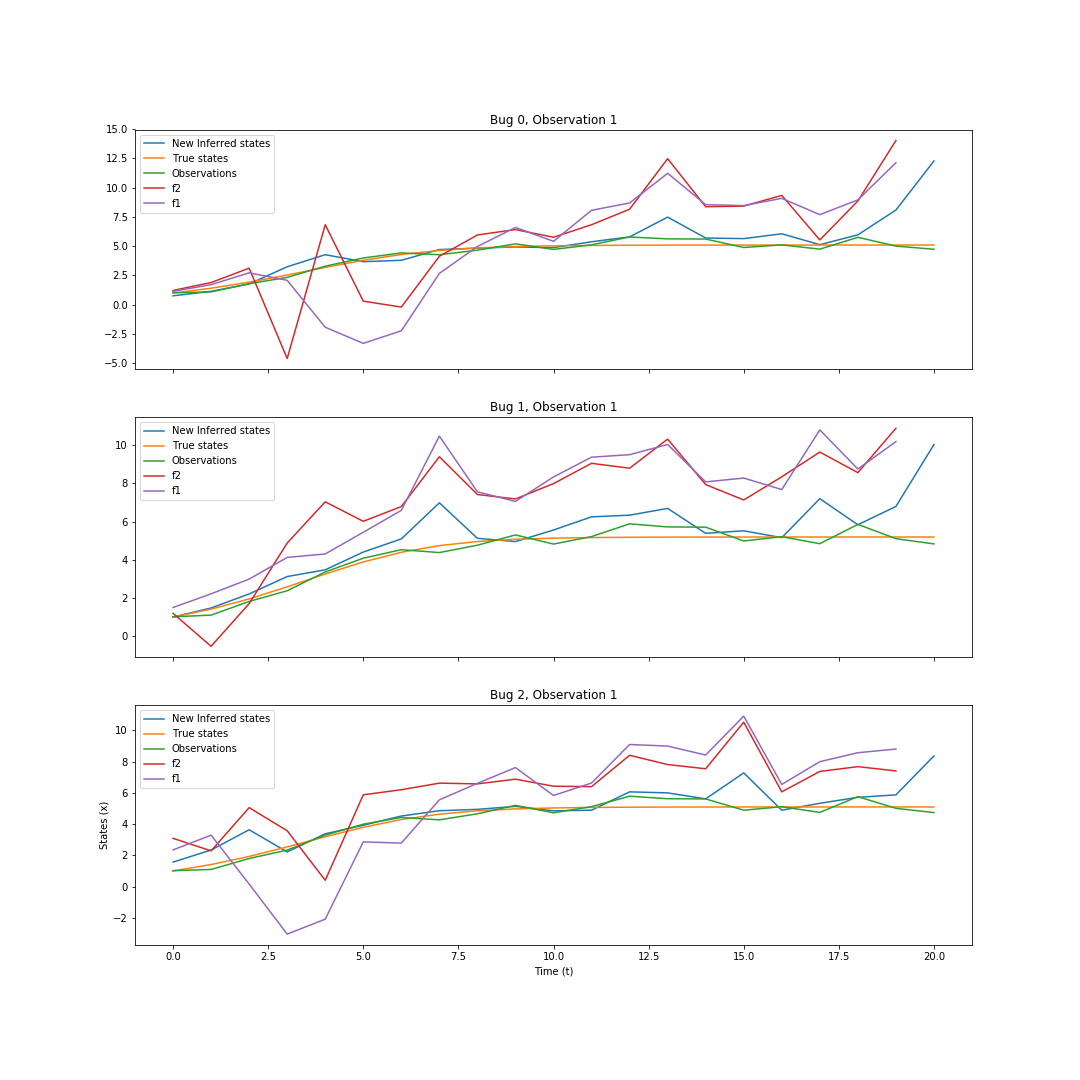 Bug 0, Observation 1
15.0
12.5
10.0
7.5
5.0
2.5
0.0
−2.5
−5.0
New Inferred states
True states
Observations
f2
f1
Bug 1, Observation 1
10
8
6
4
2
0
New Inferred states
True states
Observations
f2
f1
Bug 2, Observation 1
States (x)
10
8
6
4
2
0
−2
New Inferred states
True states
Observations
f2
f1
0.0 2.5 5.0 7.5 10.0 12.5 15.0 17.5 20.0
Time (t)